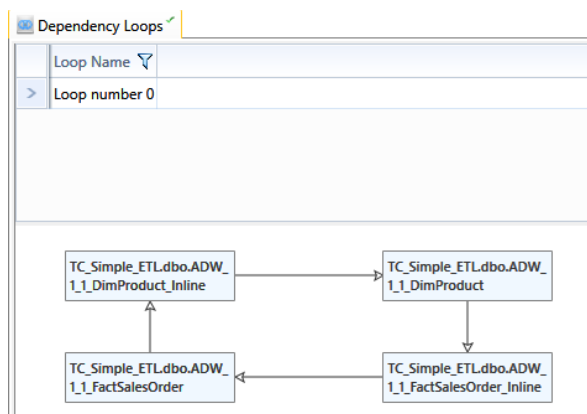 Dependency Loops
Loop Name
Loop number 0
TC_Simple_ETL.dbo.ADW_
1_1_DimProduct_Inline
TC_Simple_ETL.dbo.ADW_
1_1_DimProduct
TC_Simple_ETL.dbo.ADW_
1_1_FactSalesOrder
TC_Simple_ETL.dbo.ADW_
1_1_FactSalesOrder_Inline